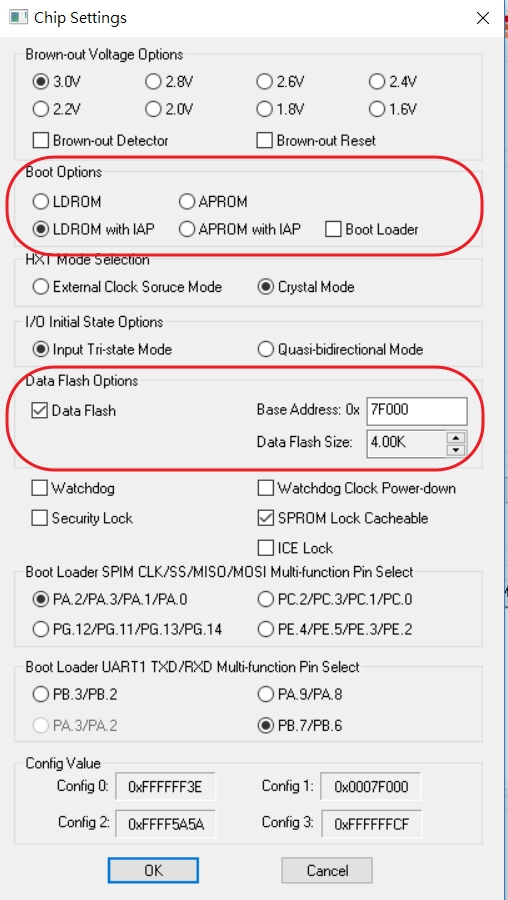 Chip Settings
Brown-out Voltage Options
3.0V 2.8V 2.6V 2.4V
2.2V 2.0V 1.8V 1.6V
Brown-out Detector Brown-out Reset
Boot Options
LDROM APROM
LDROM with IAP APROM with IAP Boot Loader
HXT Mode Selection
External Clock Soruce Mode Crystal Mode
I/O Initial State Options
Input Tri-state Mode Quasi-bidirectional Mode
Data Flash Options
Data Flash Base Address: 0x 7F000
Data Flash Size: 4.00K
Watchdog Watchdog Clock Power-down
Security Lock SPROM Lock Cacheable
ICE Lock
Boot Loader SPIM CLK/SS/MISO/MOSI Multi-function Pin Select
PA.2/PA.3/PA.1/PA.0 PC.2/PC.3/PC.1/PC.0
PG.12/PG.11/PG.13/PG.14 PE.4/PE.5/PE.3/PE.2
Boot Loader UART1 TXD/RXD Multi-function Pin Select
PB.3/PB.2 PA.9/PA.8
PA.3/PA.2 PB.7/PB.6
Config Value
Config 0: 0xFFFFFF3E Config 1: 0x0007F000
Config 2: 0xFFFF5A5A Config 3: 0xFFFFFFCF
OK Cancel